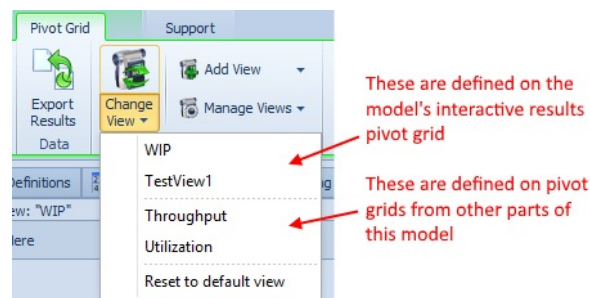 Pivot Grid
Support
Export
Results
Data
Change
View
Add View
Manage Views
These are defined on the
model's interactive results
pivot grid
WIP
TestView1
Throughput
Utilization
Reset to default view
These are defined on pivot
grids from other parts of
this model
efinitions
ew: "WIP"
ere